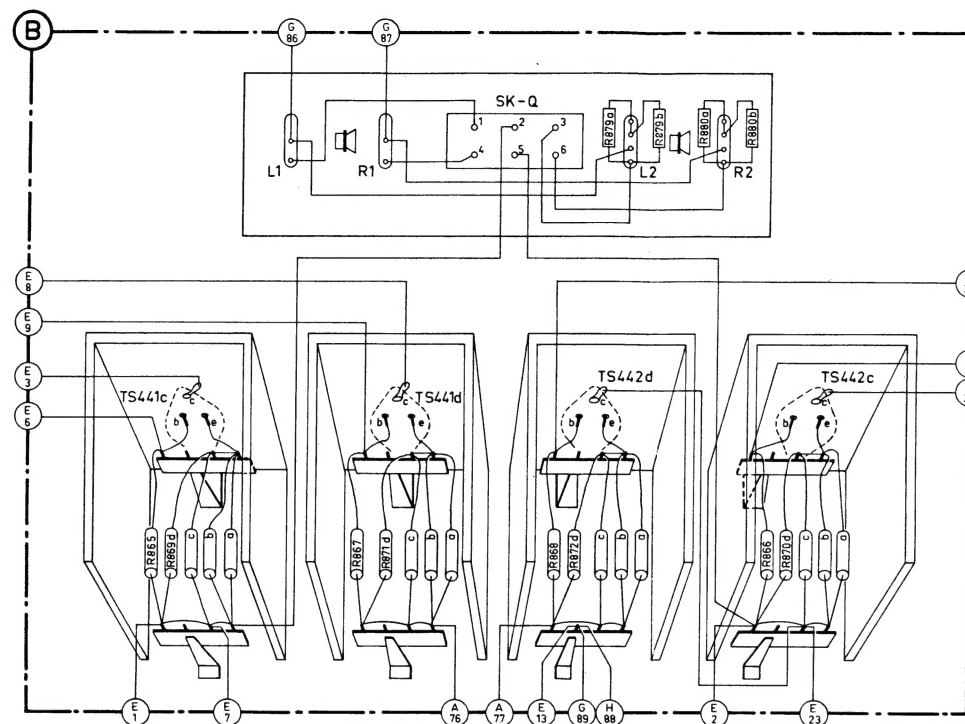 B
G 86
G 87
SK-Q
1 2 3
4 5 6
L1
R1
R879a
R879b
L2
R880a
R880b
R2
E 8
E 9
E 3
E 6
TS441c
c
b e
TS441d
c
b e
TS442d
c
b e
TS442c
c
b e
R865
R869d
c
b
a
R867
R871d
c
b
a
R868
R872d
c
b
a
R866
R870d
c
b
a
E 1
E 7
A 76
A 77
E 13
G 89
H 88
E 2
E 23